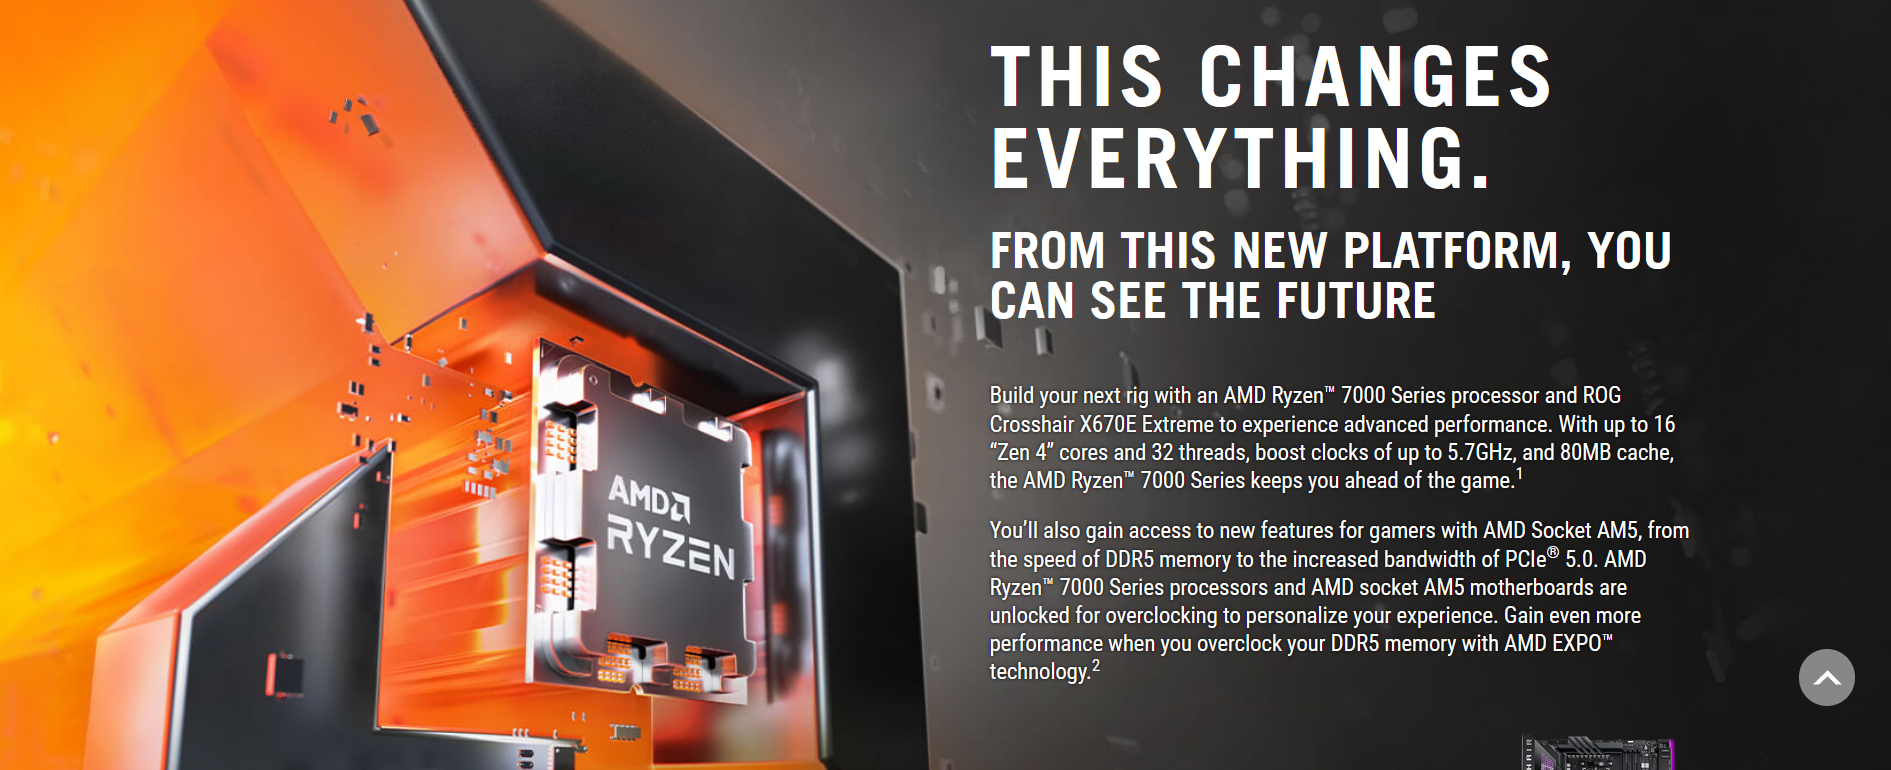 THIS CHANGES
EVERYTHING.
FROM THIS NEW PLATFORM, YOU
CAN SEE THE FUTURE
Build your next rig with an AMD Ryzen™ 7000 Series processor and ROG
Crosshair X670E Extreme to experience advanced performance. With up to 16
“Zen 4” cores and 32 threads, boost clocks of up to 5.7GHz, and 80MB cache,
the AMD Ryzen™ 7000 Series keeps you ahead of the game.1
You’ll also gain access to new features for gamers with AMD Socket AM5, from
the speed of DDR5 memory to the increased bandwidth of PCIe® 5.0. AMD
Ryzen™ 7000 Series processors and AMD socket AM5 motherboards are
unlocked for overclocking to personalize your experience. Gain even more
performance when you overclock your DDR5 memory with AMD EXPO™
technology.2
AMD
RYZEN